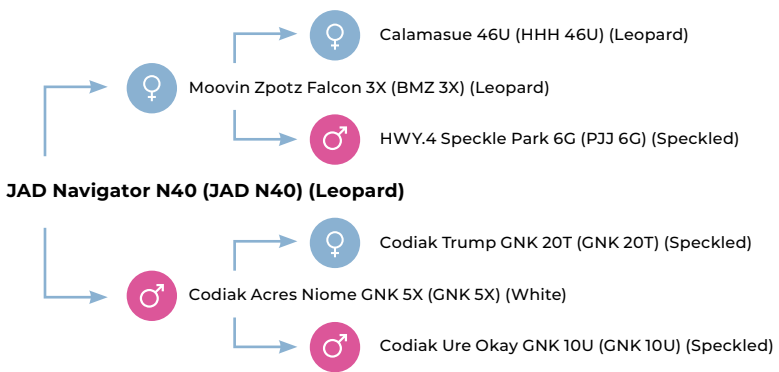 Calamasue 46U (HHH 46U) (Leopard)
Moovin Zpotz Falcon 3X (BMZ 3X) (Leopard)
HWY.4 Speckle Park 6G (PJJ 6G) (Speckled)
JAD Navigator N40 (JAD N40) (Leopard)
Codiak Trump GNK 20T (GNK 20T) (Speckled)
Codiak Acres Niome GNK 5X (GNK 5X) (White)
Codiak Ure Okay GNK 10U (GNK 10U) (Speckled)